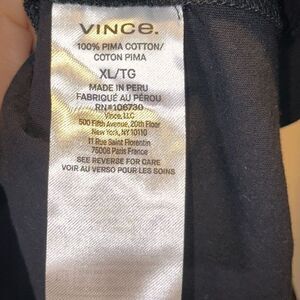 VINCE.
100% PIMA COTTON/
COTON PIMA
XL/TG
MADE IN PERU
FABRIQUÉ AU PÉROU
RN#106730
Vince, LLC
500 Fifth Avenue, 20th Floor
New York, NY 10110
11 Rue Saint Florentin
75008 Paris France
SEE REVERSE FOR CARE
VOIR AU VERSO POUR LES SOINS